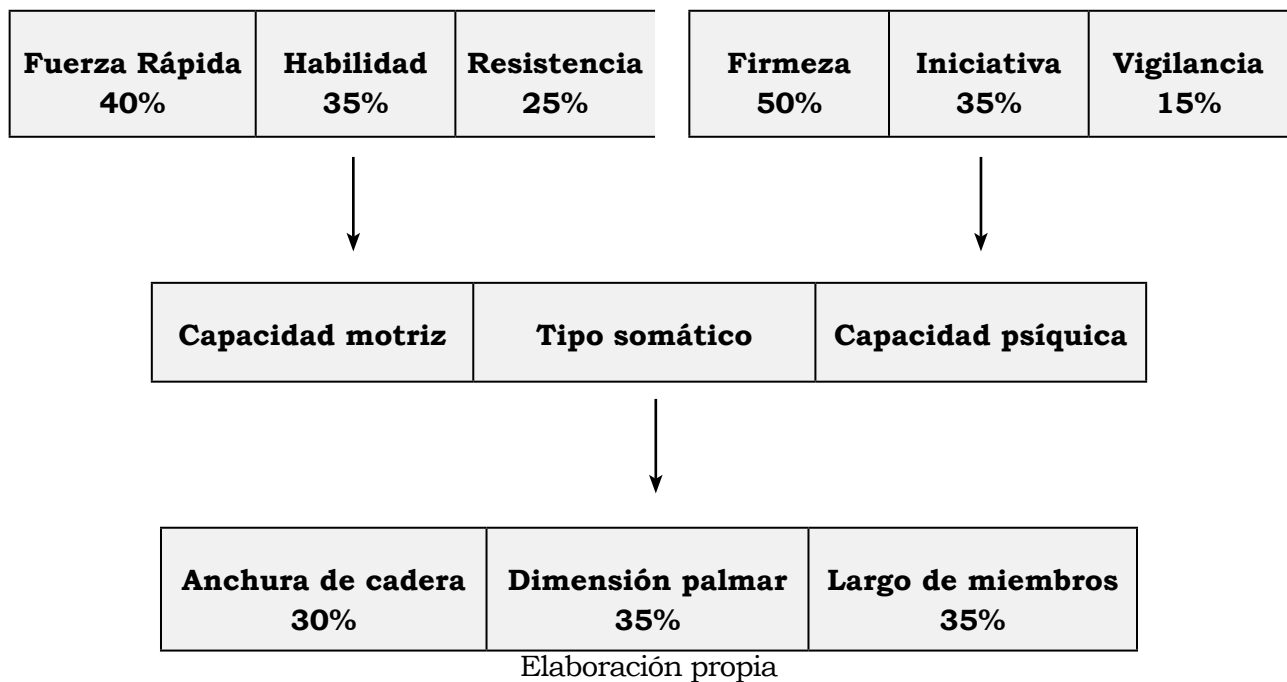 Fuerza Rápida
40%
Habilidad
35%
Resistencia
25%
Firmeza
50%
Iniciativa
35%
Vigilancia
15%
Capacidad motriz
Tipo somático
Capacidad psíquica
Anchura de cadera
30%
Dimensión palmar
35%
Largo de miembros
35%
Elaboración propia